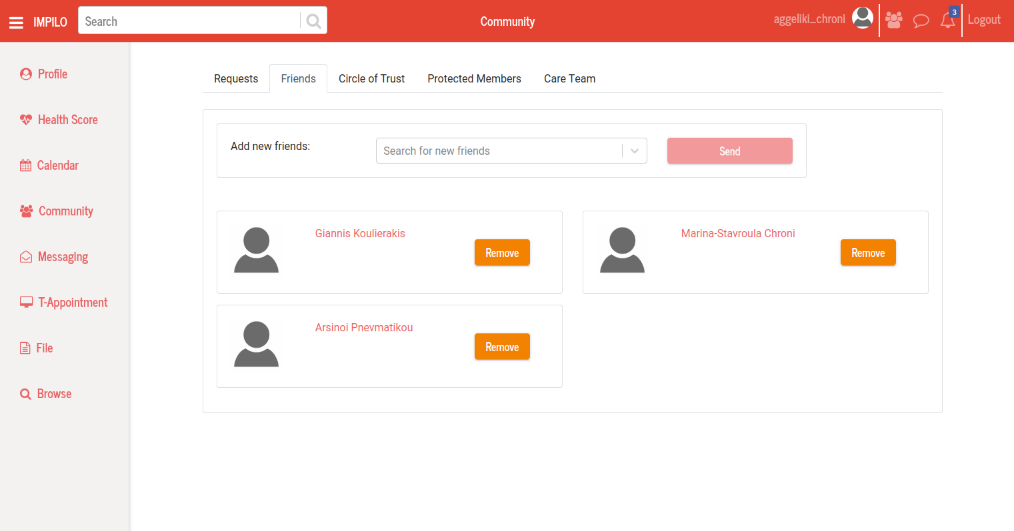 IMPILO
Search
Community
aggeliki_chroni
3
Logout
Profile
Health Score
Calendar
Community
Messaging
T-Appointment
File
Browse
Requests Friends Circle of Trust Protected Members Care Team
Add new friends:
Search for new friends
Send
Giannis Koulierakis
Remove
Marina-Stavroula Chroni
Remove
Arsinoi Pnevmatikou
Remove